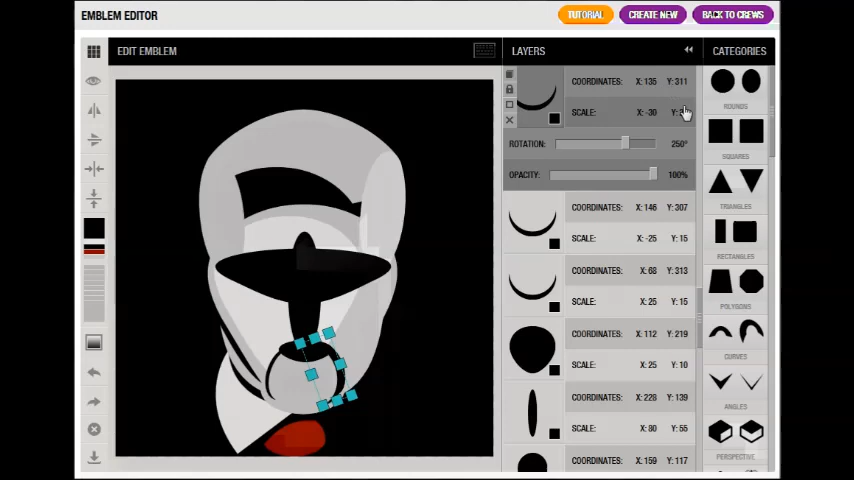 EMBLEM EDITOR
TUTORIAL
CREATE NEW
BACK TO CREWS
EDIT EMBLEM
LAYERS
CATEGORIES
COORDINATES: X: 135 Y: 311
SCALE: X: -30
ROTATION: 250°
OPACITY: 100%
COORDINATES: X: 146 Y: 307
SCALE: X: -25 Y: 15
COORDINATES: X: 68 Y: 313
SCALE: X: 25 Y: 15
COORDINATES: X: 112 Y: 219
SCALE: X: 25 Y: 10
COORDINATES: X: 228 Y: 139
SCALE: X: 80 Y: 55
COORDINATES: X: 159 Y: 117
ROUNDS
SQUARES
TRIANGLES
RECTANGLES
POLYGONS
CURVES
ANGLES
PERSPECTIVE